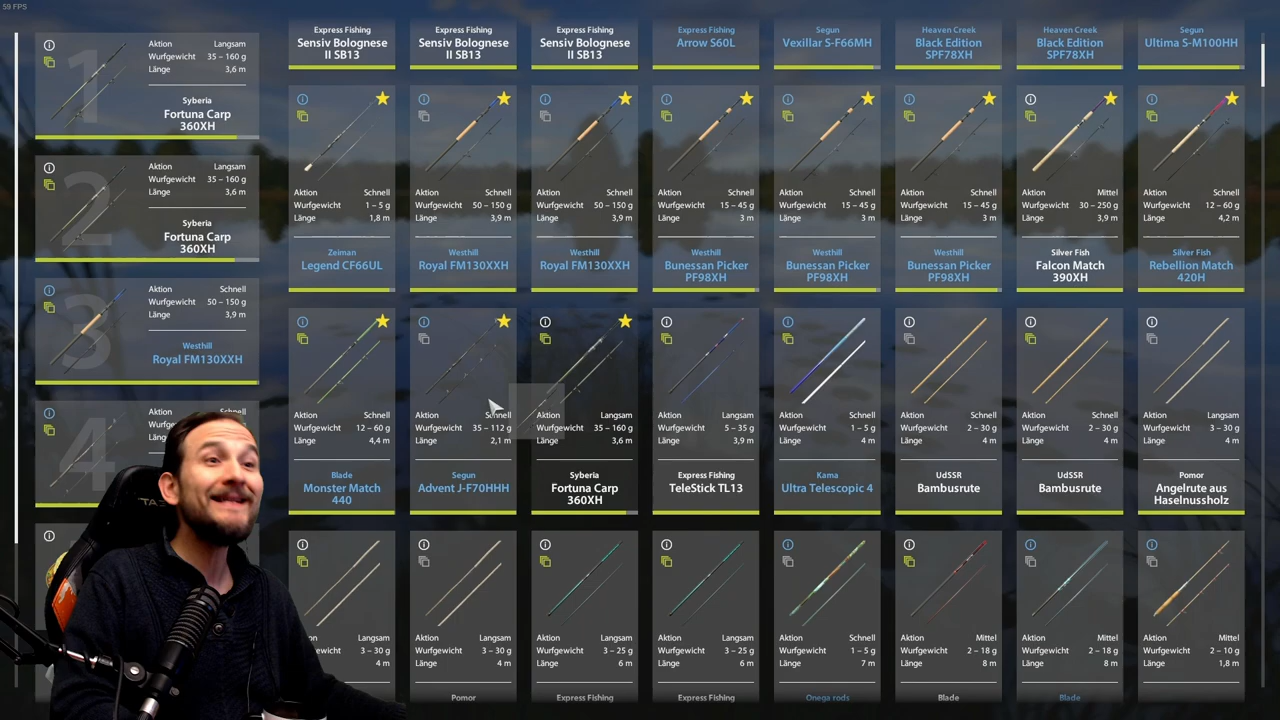 59 FPS
1
Aktion Langsam
Wurfgewicht 35 – 160 g
Länge 3,6 m
Syberia
Fortuna Carp
360XH
2
Aktion Langsam
Wurfgewicht 35 – 160 g
Länge 3,6 m
Syberia
Fortuna Carp
360XH
3
Aktion Schnell
Wurfgewicht 50 – 150 g
Länge 3,9 m
Westhill
Royal FM130XXH
4
Aktion Schnell
Express Fishing Express Fishing Express Fishing Express Fishing Segun Heaven Creek Heaven Creek Segun
Sensiv Bolognese Sensiv Bolognese Sensiv Bolognese Arrow S60L Vexillar S-F66MH Black Edition Black Edition Ultima S-M100HH
II SB13 II SB13 II SB13 SPF78XH SPF78XH
Aktion Schnell Aktion Schnell Aktion Schnell Aktion Schnell Aktion Schnell Aktion Schnell Aktion Mittel Aktion Schnell
Wurfgewicht 1 – 5 g Wurfgewicht 50 – 150 g Wurfgewicht 50 – 150 g Wurfgewicht 15 – 45 g Wurfgewicht 15 – 45 g Wurfgewicht 15 – 45 g Wurfgewicht 30 – 250 g Wurfgewicht 12 – 60 g
Länge 1,8 m Länge 3,9 m Länge 3,9 m Länge 3 m Länge 3 m Länge 3 m Länge 3,9 m Länge 4,2 m
Zeiman Westhill Westhill Westhill Westhill Westhill Silver Fish Silver Fish
Legend CF66UL Royal FM130XXH Royal FM130XXH Bunessan Picker Bunessan Picker Bunessan Picker Falcon Match Rebellion Match
PF98XH PF98XH PF98XH 390XH 420H
Aktion Schnell Aktion Schnell Aktion Langsam Aktion Schnell Aktion Schnell Aktion Schnell Aktion Schnell Aktion Langsam
Wurfgewicht 12 – 60 g Wurfgewicht 35 – 112 g Wurfgewicht 35 – 160 g Wurfgewicht 5 – 35 g Wurfgewicht 1 – 5 g Wurfgewicht 2 – 30 g Wurfgewicht 2 – 30 g Wurfgewicht 3 – 30 g
Länge 4,4 m Länge 2,1 m Länge 3,6 m Länge 3,9 m Länge 4 m Länge 4 m Länge 4 m Länge 4 m
Blade Segun Syberia Express Fishing Kama UdSSR UdSSR Pomor
Monster Match Advent J-F70HHH Fortuna Carp TeleStick TL13 Ultra Telescopic 4 Bambusrute Bambusrute Angelrute aus
440 360XH Haselnussholz
Langsam Aktion Langsam Aktion Langsam Aktion Langsam Aktion Schnell Aktion Mittel Aktion Mittel Aktion Mittel
3 – 30 g Wurfgewicht 3 – 30 g Wurfgewicht 3 – 25 g Wurfgewicht 3 – 25 g Wurfgewicht 1 – 5 g Wurfgewicht 2 – 18 g Wurfgewicht 2 – 18 g Wurfgewicht 2 – 10 g
4 m Länge 4 m Länge 6 m Länge 6 m Länge 7 m Länge 8 m Länge 8 m Länge 1,8 m
Pomor Express Fishing Express Fishing Onega rods Blade Blade